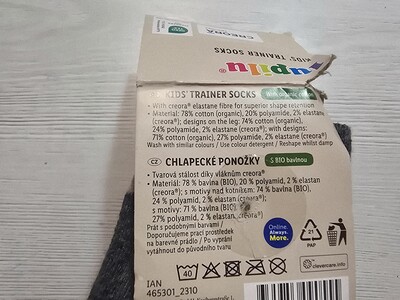 CREORA
KIDS' TRAINER SOCKS
lupilu
KIDS' TRAINER SOCKS With organic cotton
• With creora® elastane fibre for superior shape retention
• Material: 78% cotton (organic), 20% polyamide, 2% elastane
(creora®); designs on the leg: 74% cotton (organic),
24% polyamide, 2% elastane (creora®); with designs:
71% cotton (organic), 27% polyamide, 2% elastane (creora®)
Wash with similar colours / Use colour detergent / Reshape whilst damp
CZ CHLAPECKÉ PONOŽKY S BIO bavlnou
• Tvarová stálost díky vláknům creora®
• Materiál: 78 % bavlna (BIO), 20 % polyamid, 2 % elastan
(creora®); s motivy nad kotníkem: 74 % bavlna (BIO),
24 % polyamid, 2 % elastan (creora®);
s motivy: 71 % bavlna (BIO)
27% polyamid, 2 % elastan (creora®)
Prát s podobnými barvami /
Doporučujeme prací prostředek
na barevné prádlo / Po vyprání
vytáhnout do původního tvaru
Online.
Always.
More.
21
PAP
40
clevercare.info
IAN
465301_2310